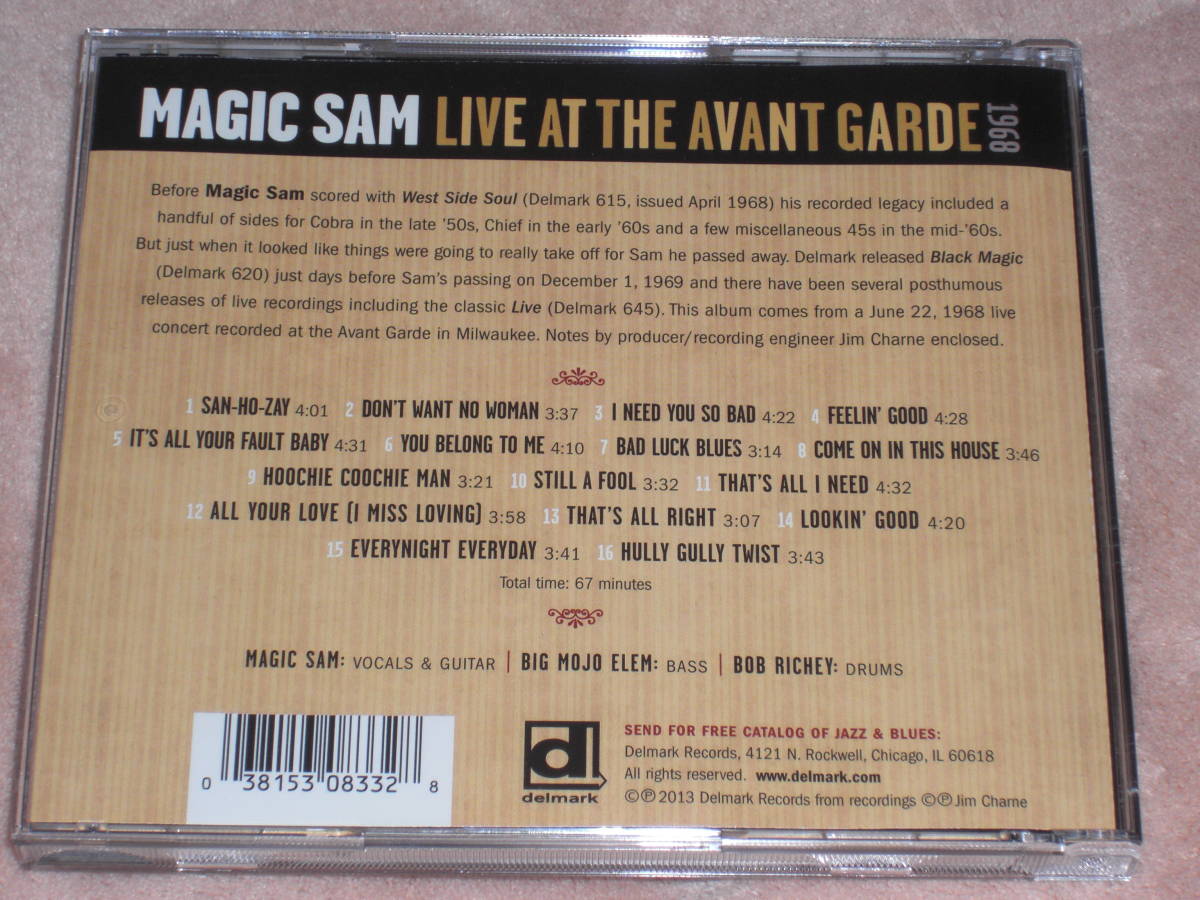 MAGIC SAM LIVE AT THE AVANT GARDE 1968
Before Magic Sam scored with West Side Soul (Delmark 615, issued April 1968) his recorded legacy included a
handful of sides for Cobra in the late '50s, Chief in the early '60s and a few miscellaneous 45s in the mid-'60s.
But just when it looked like things were going to really take off for Sam he passed away. Delmark released Black Magic
(Delmark 620) just days before Sam's passing on December 1, 1969 and there have been several posthumous
releases of live recordings including the classic Live (Delmark 645). This album comes from a June 22, 1968 live
concert recorded at the Avant Garde in Milwaukee. Notes by producer/recording engineer Jim Charne enclosed.
1 SAN-HO-ZAY 4:01 2 DON'T WANT NO WOMAN 3:37 3 I NEED YOU SO BAD 4:22 4 FEELIN' GOOD 4:28
5 IT'S ALL YOUR FAULT BABY 4:31 6 YOU BELONG TO ME 4:10 7 BAD LUCK BLUES 3:14 8 COME ON IN THIS HOUSE 3:46
9 HOOCHIE COOCHIE MAN 3:21 10 STILL A FOOL 3:32 11 THAT'S ALL I NEED 4:32
12 ALL YOUR LOVE (I MISS LOVING) 3:58 13 THAT'S ALL RIGHT 3:07 14 LOOKIN' GOOD 4:20
15 EVERYNIGHT EVERYDAY 3:41 16 HULLY GULLY TWIST 3:43
Total time: 67 minutes
MAGIC SAM: VOCALS & GUITAR | BIG MOJO ELEM: BASS | BOB RICHEY: DRUMS
0 38153 08332 8
d
delmark
SEND FOR FREE CATALOG OF JAZZ & BLUES:
Delmark Records, 4121 N. Rockwell, Chicago, IL 60618
All rights reserved. www.delmark.com
©℗ 2013 Delmark Records from recordings ©℗ Jim Charne